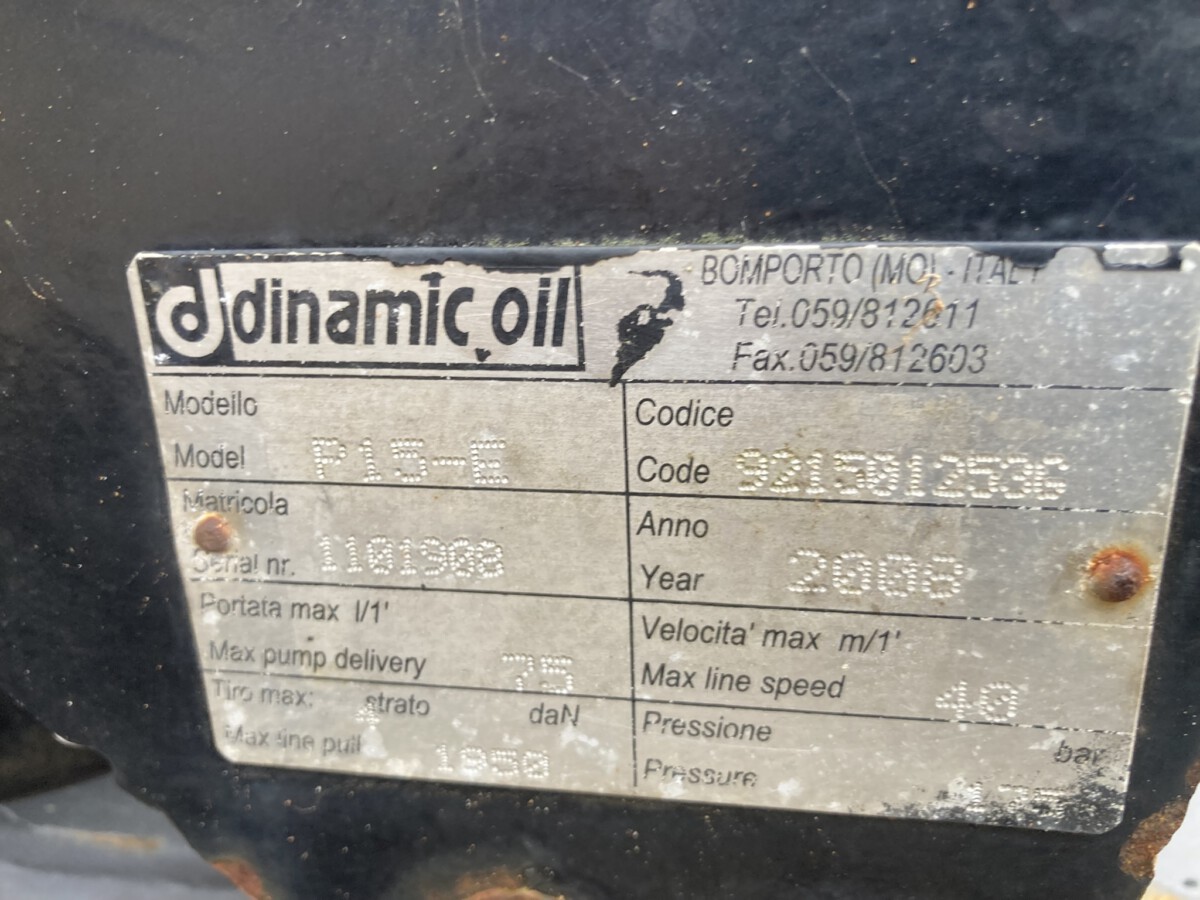 dinamic oil
BOMPORTO (MO) - ITALY
Tel.059/812611
Fax.059/812603
Modello
Model P15-E
Codice
Code 921501253G
Matricola
Serial nr. 1101908
Anno
Year 2008
Portata max l/1'
Max pump delivery 75
Velocita' max m/1'
Max line speed 40
Tiro max: strato daN
Max line pull 1850
Pressione bar
Pressure